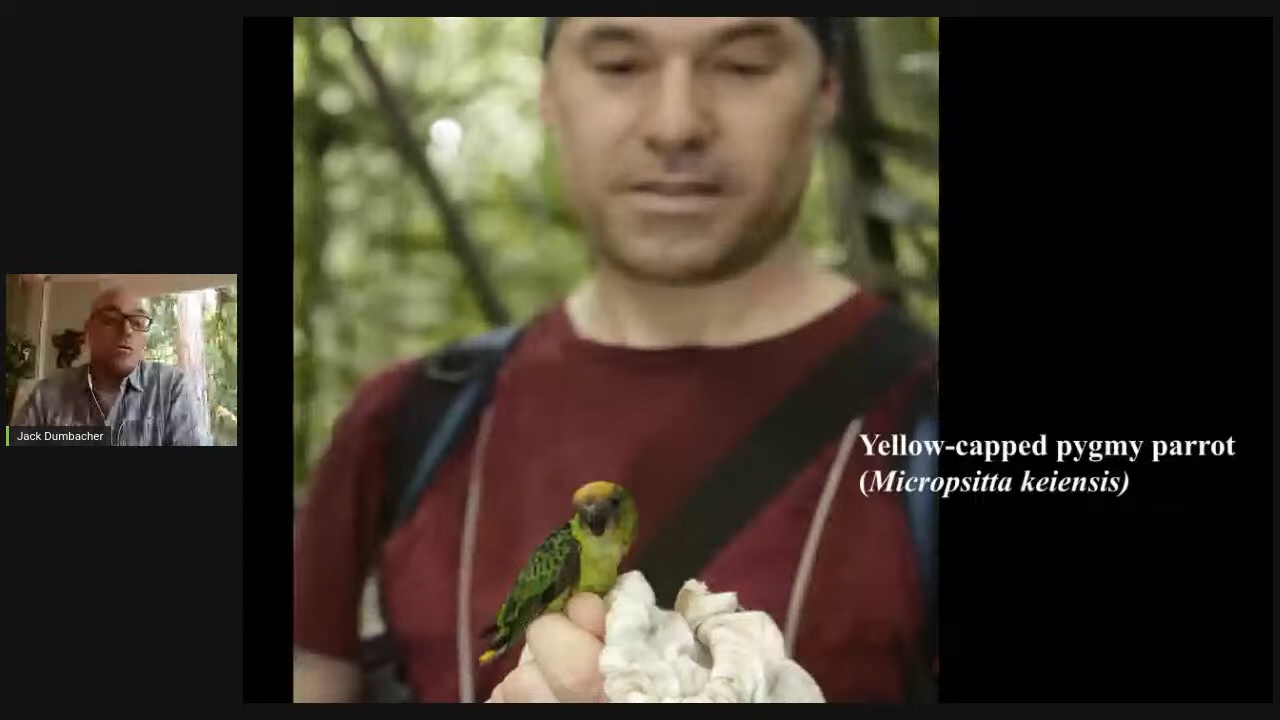 Yellow-capped pygmy parrot
(Micropsitta keiensis)
Jack Dumbacher